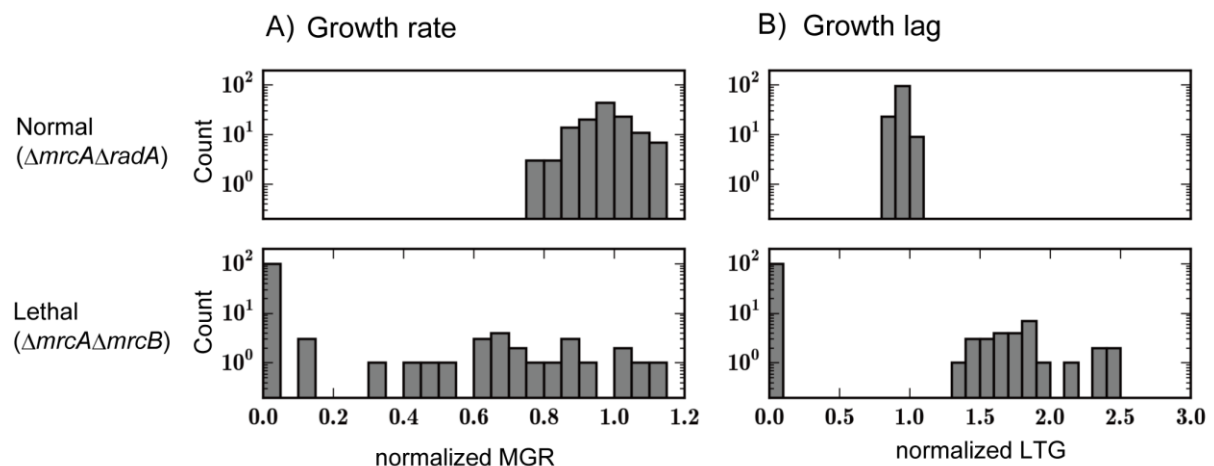 A) Growth rate
B) Growth lag
Normal
(ΔmrcAΔradA)
Count
10²
10¹
10⁰
10²
10¹
10⁰
Lethal
(ΔmrcAΔmrcB)
Count
10²
10¹
10⁰
10²
10¹
10⁰
0.0 0.2 0.4 0.6 0.8 1.0 1.2
0.0 0.5 1.0 1.5 2.0 2.5 3.0
normalized MGR
normalized LTG